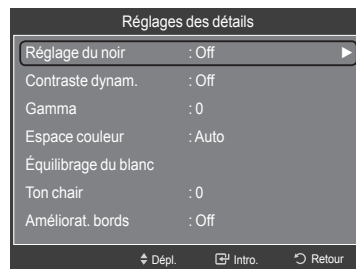 Réglages des détails
Réglage du noir : Off
Contraste dynam. : Off
Gamma : 0
Espace couleur : Auto
Équilibrage du blanc
Ton chair : 0
Améliorat. bords : Off
Dépl. Intro. Retour